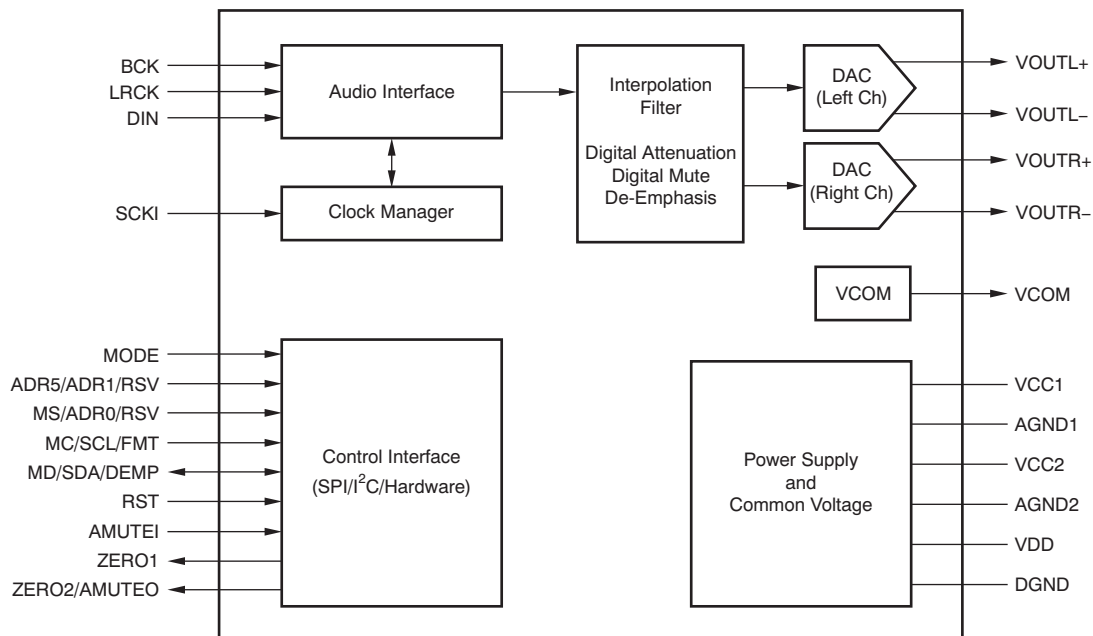 BCK
LRCK
DIN
SCKI
Audio Interface
Clock Manager
Interpolation
Filter
Digital Attenuation
Digital Mute
De-Emphasis
DAC
(Left Ch)
DAC
(Right Ch)
VOUTL+
VOUTL−
VOUTR+
VOUTR−
VCOM
VCOM
MODE
ADR5/ADR1/RSV
MS/ADR0/RSV
MC/SCL/FMT
MD/SDA/DEMP
RST
AMUTEI
ZERO1
ZERO2/AMUTEO
Control Interface
(SPI/I²C/Hardware)
Power Supply
and
Common Voltage
VCC1
AGND1
VCC2
AGND2
VDD
DGND